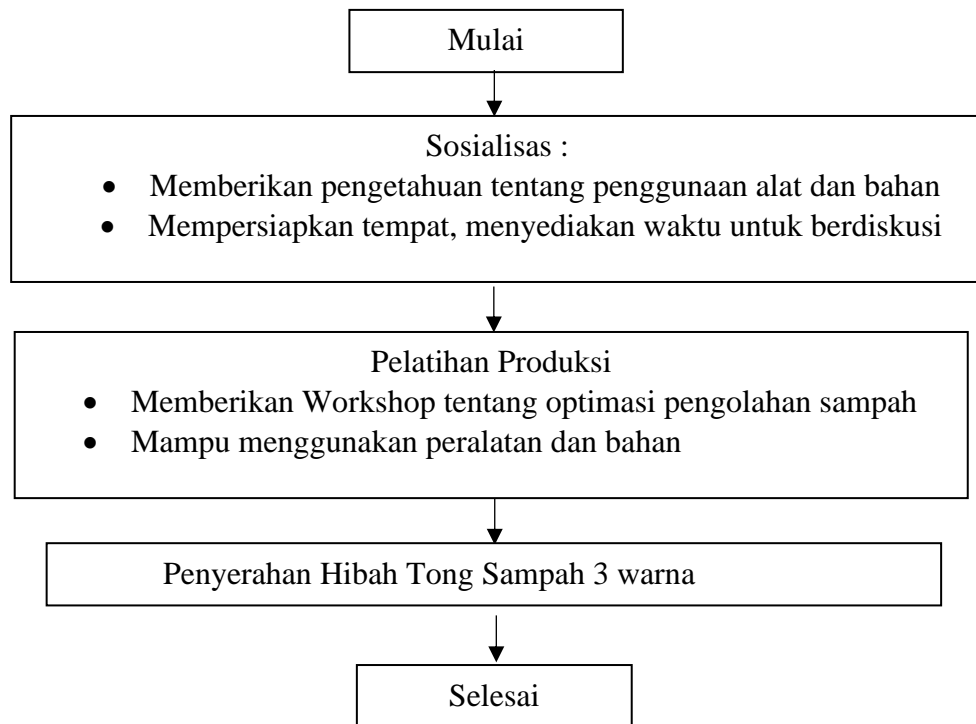 Mulai
Sosialisas :
• Memberikan pengetahuan tentang penggunaan alat dan bahan
• Mempersiapkan tempat, menyediakan waktu untuk berdiskusi
Pelatihan Produksi
• Memberikan Workshop tentang optimasi pengolahan sampah
• Mampu menggunakan peralatan dan bahan
Penyerahan Hibah Tong Sampah 3 warna
Selesai